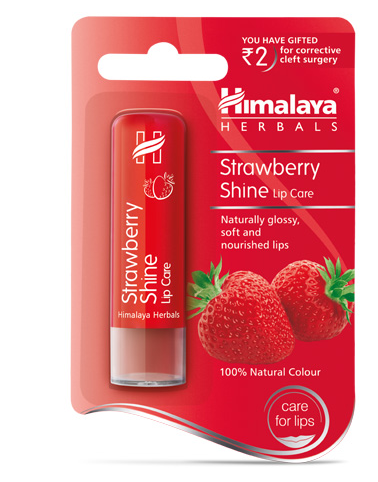 YOU HAVE GIFTED
₹2 for corrective
cleft surgery
Himalaya®
HERBALS
Strawberry
Shine Lip Care
Naturally glossy,
soft and
nourished lips
100% Natural Colour
care
for lips
Strawberry
Shine
Lip Care
Himalaya Herbals